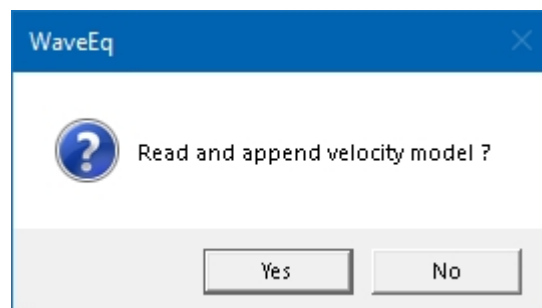 WaveEq
Read and append velocity model ?
Yes
No